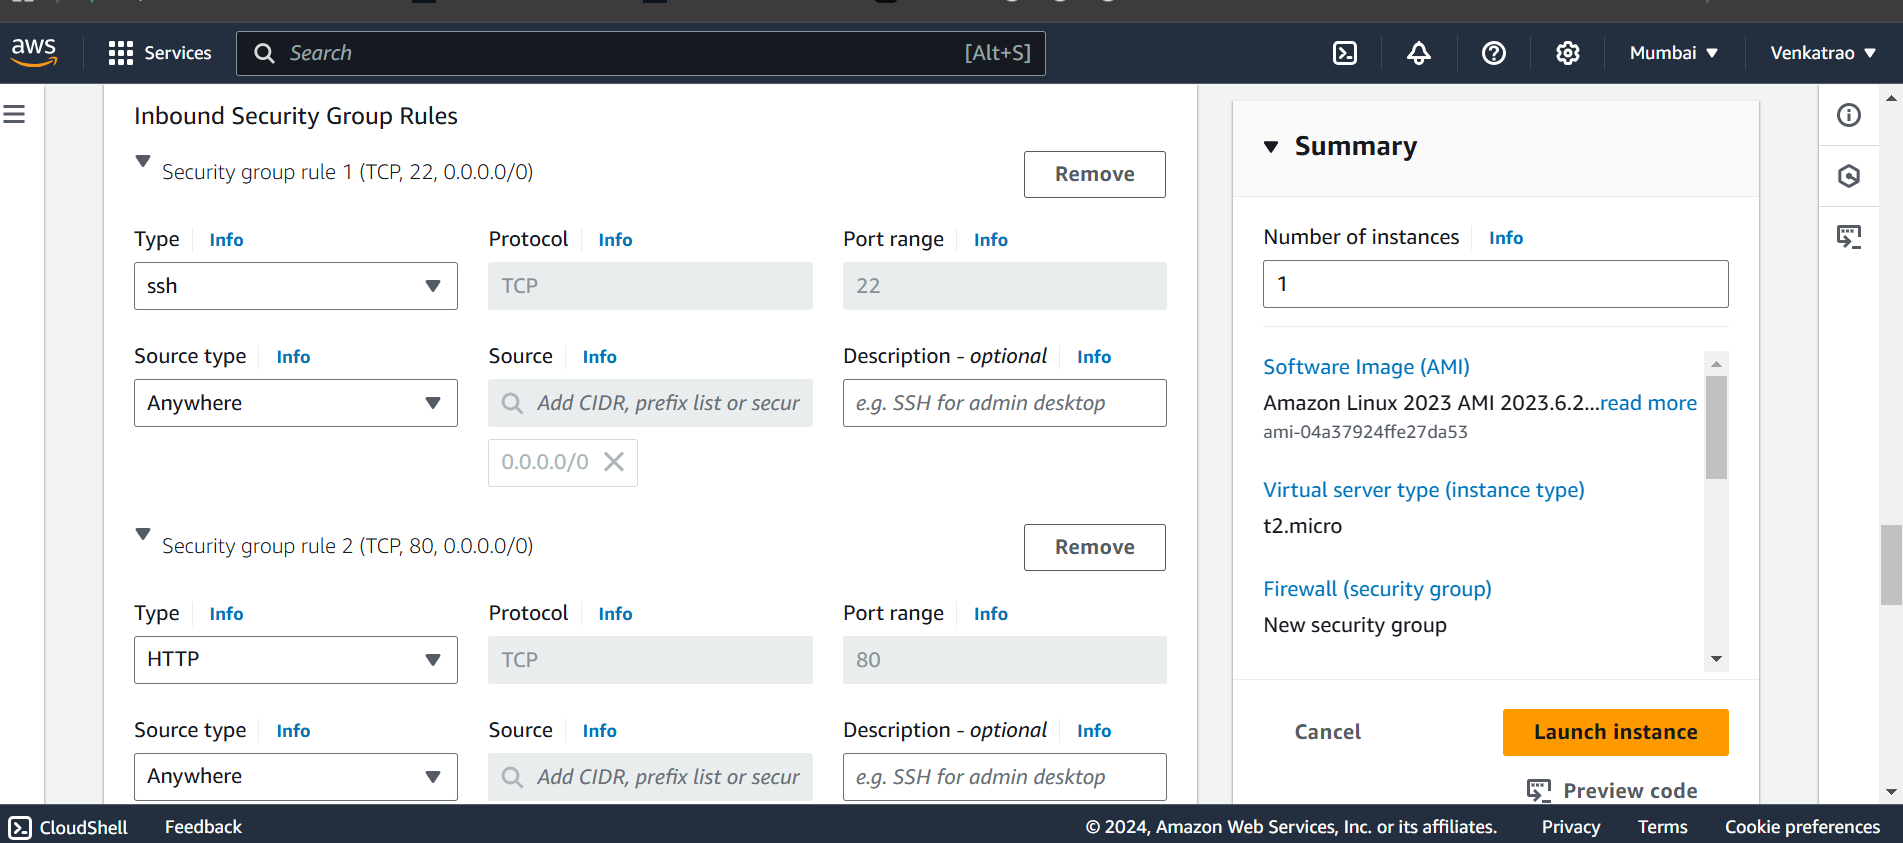 aws
Services
Search [Alt+S]
Mumbai
Venkatrao
Inbound Security Group Rules
Security group rule 1 (TCP, 22, 0.0.0.0/0)
Remove
Type Info
Protocol Info
Port range Info
ssh
TCP
22
Source type Info
Source Info
Description - optional Info
Anywhere
Add CIDR, prefix list or secur
e.g. SSH for admin desktop
0.0.0.0/0
Security group rule 2 (TCP, 80, 0.0.0.0/0)
Remove
Type Info
Protocol Info
Port range Info
HTTP
TCP
80
Source type Info
Source Info
Description - optional Info
Anywhere
Add CIDR, prefix list or secur
e.g. SSH for admin desktop
Summary
Number of instances Info
1
Software Image (AMI)
Amazon Linux 2023 AMI 2023.6.2...read more
ami-04a37924ffe27da53
Virtual server type (instance type)
t2.micro
Firewall (security group)
New security group
Cancel
Launch instance
Preview code
CloudShell
Feedback
© 2024, Amazon Web Services, Inc. or its affiliates.
Privacy
Terms
Cookie preferences